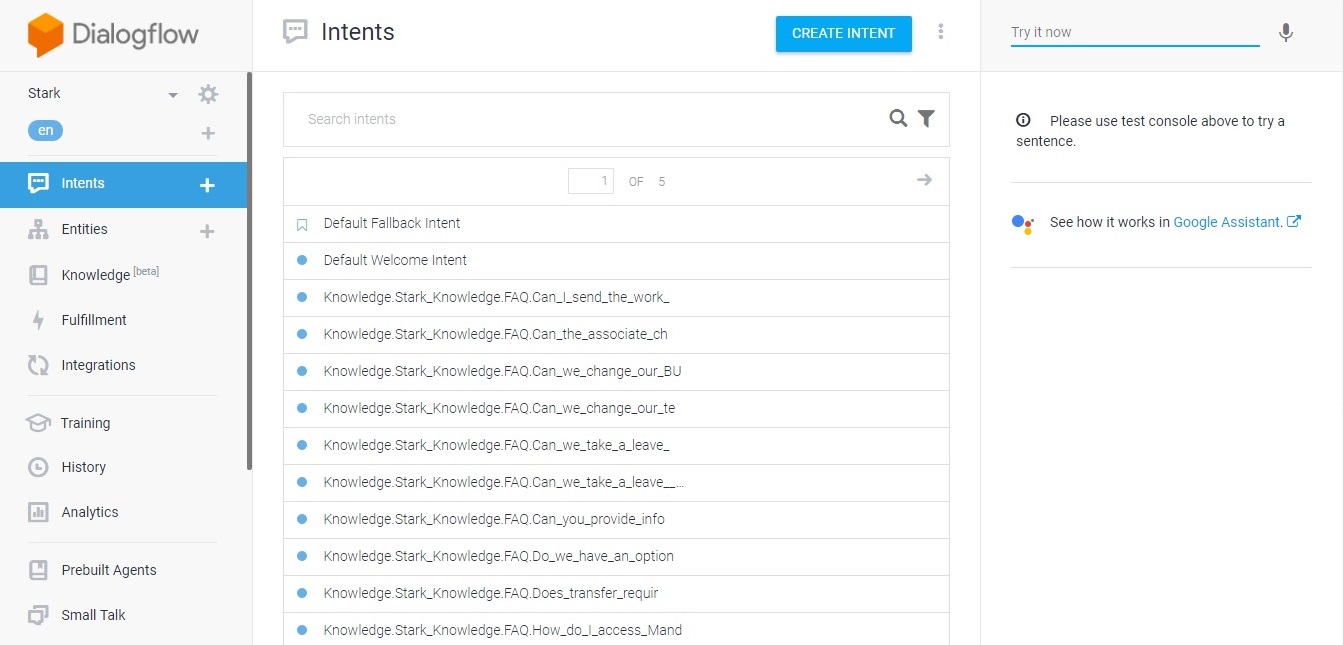 Dialogflow
Stark
en
Intents
Entities
Knowledge [beta]
Fulfillment
Integrations
Training
History
Analytics
Prebuilt Agents
Small Talk
Intents
CREATE INTENT
Search intents
1 OF 5
Default Fallback Intent
Default Welcome Intent
Knowledge.Stark_Knowledge.FAQ.Can_I_send_the_work_
Knowledge.Stark_Knowledge.FAQ.Can_the_associate_ch
Knowledge.Stark_Knowledge.FAQ.Can_we_change_our_BU
Knowledge.Stark_Knowledge.FAQ.Can_we_change_our_te
Knowledge.Stark_Knowledge.FAQ.Can_we_take_a_leave_
Knowledge.Stark_Knowledge.FAQ.Can_we_take_a_leave__...
Knowledge.Stark_Knowledge.FAQ.Can_you_provide_info
Knowledge.Stark_Knowledge.FAQ.Do_we_have_an_option
Knowledge.Stark_Knowledge.FAQ.Does_transfer_requir
Knowledge.Stark_Knowledge.FAQ.How_do_I_access_Mand
Try it now
Please use test console above to try a
sentence.
See how it works in Google Assistant.